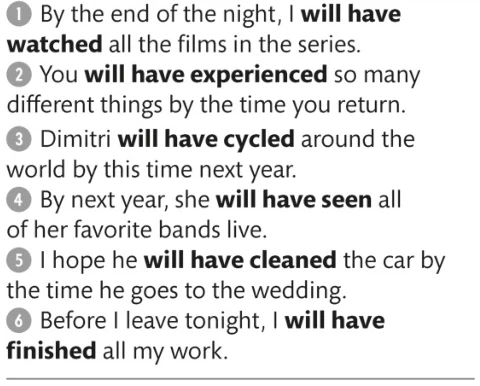 1 By the end of the night, I will have
watched all the films in the series.
2 You will have experienced so many
different things by the time you return.
3 Dimitri will have cycled around the
world by this time next year.
4 By next year, she will have seen all
of her favorite bands live.
5 I hope he will have cleaned the car by
the time he goes to the wedding.
6 Before I leave tonight, I will have
finished all my work.